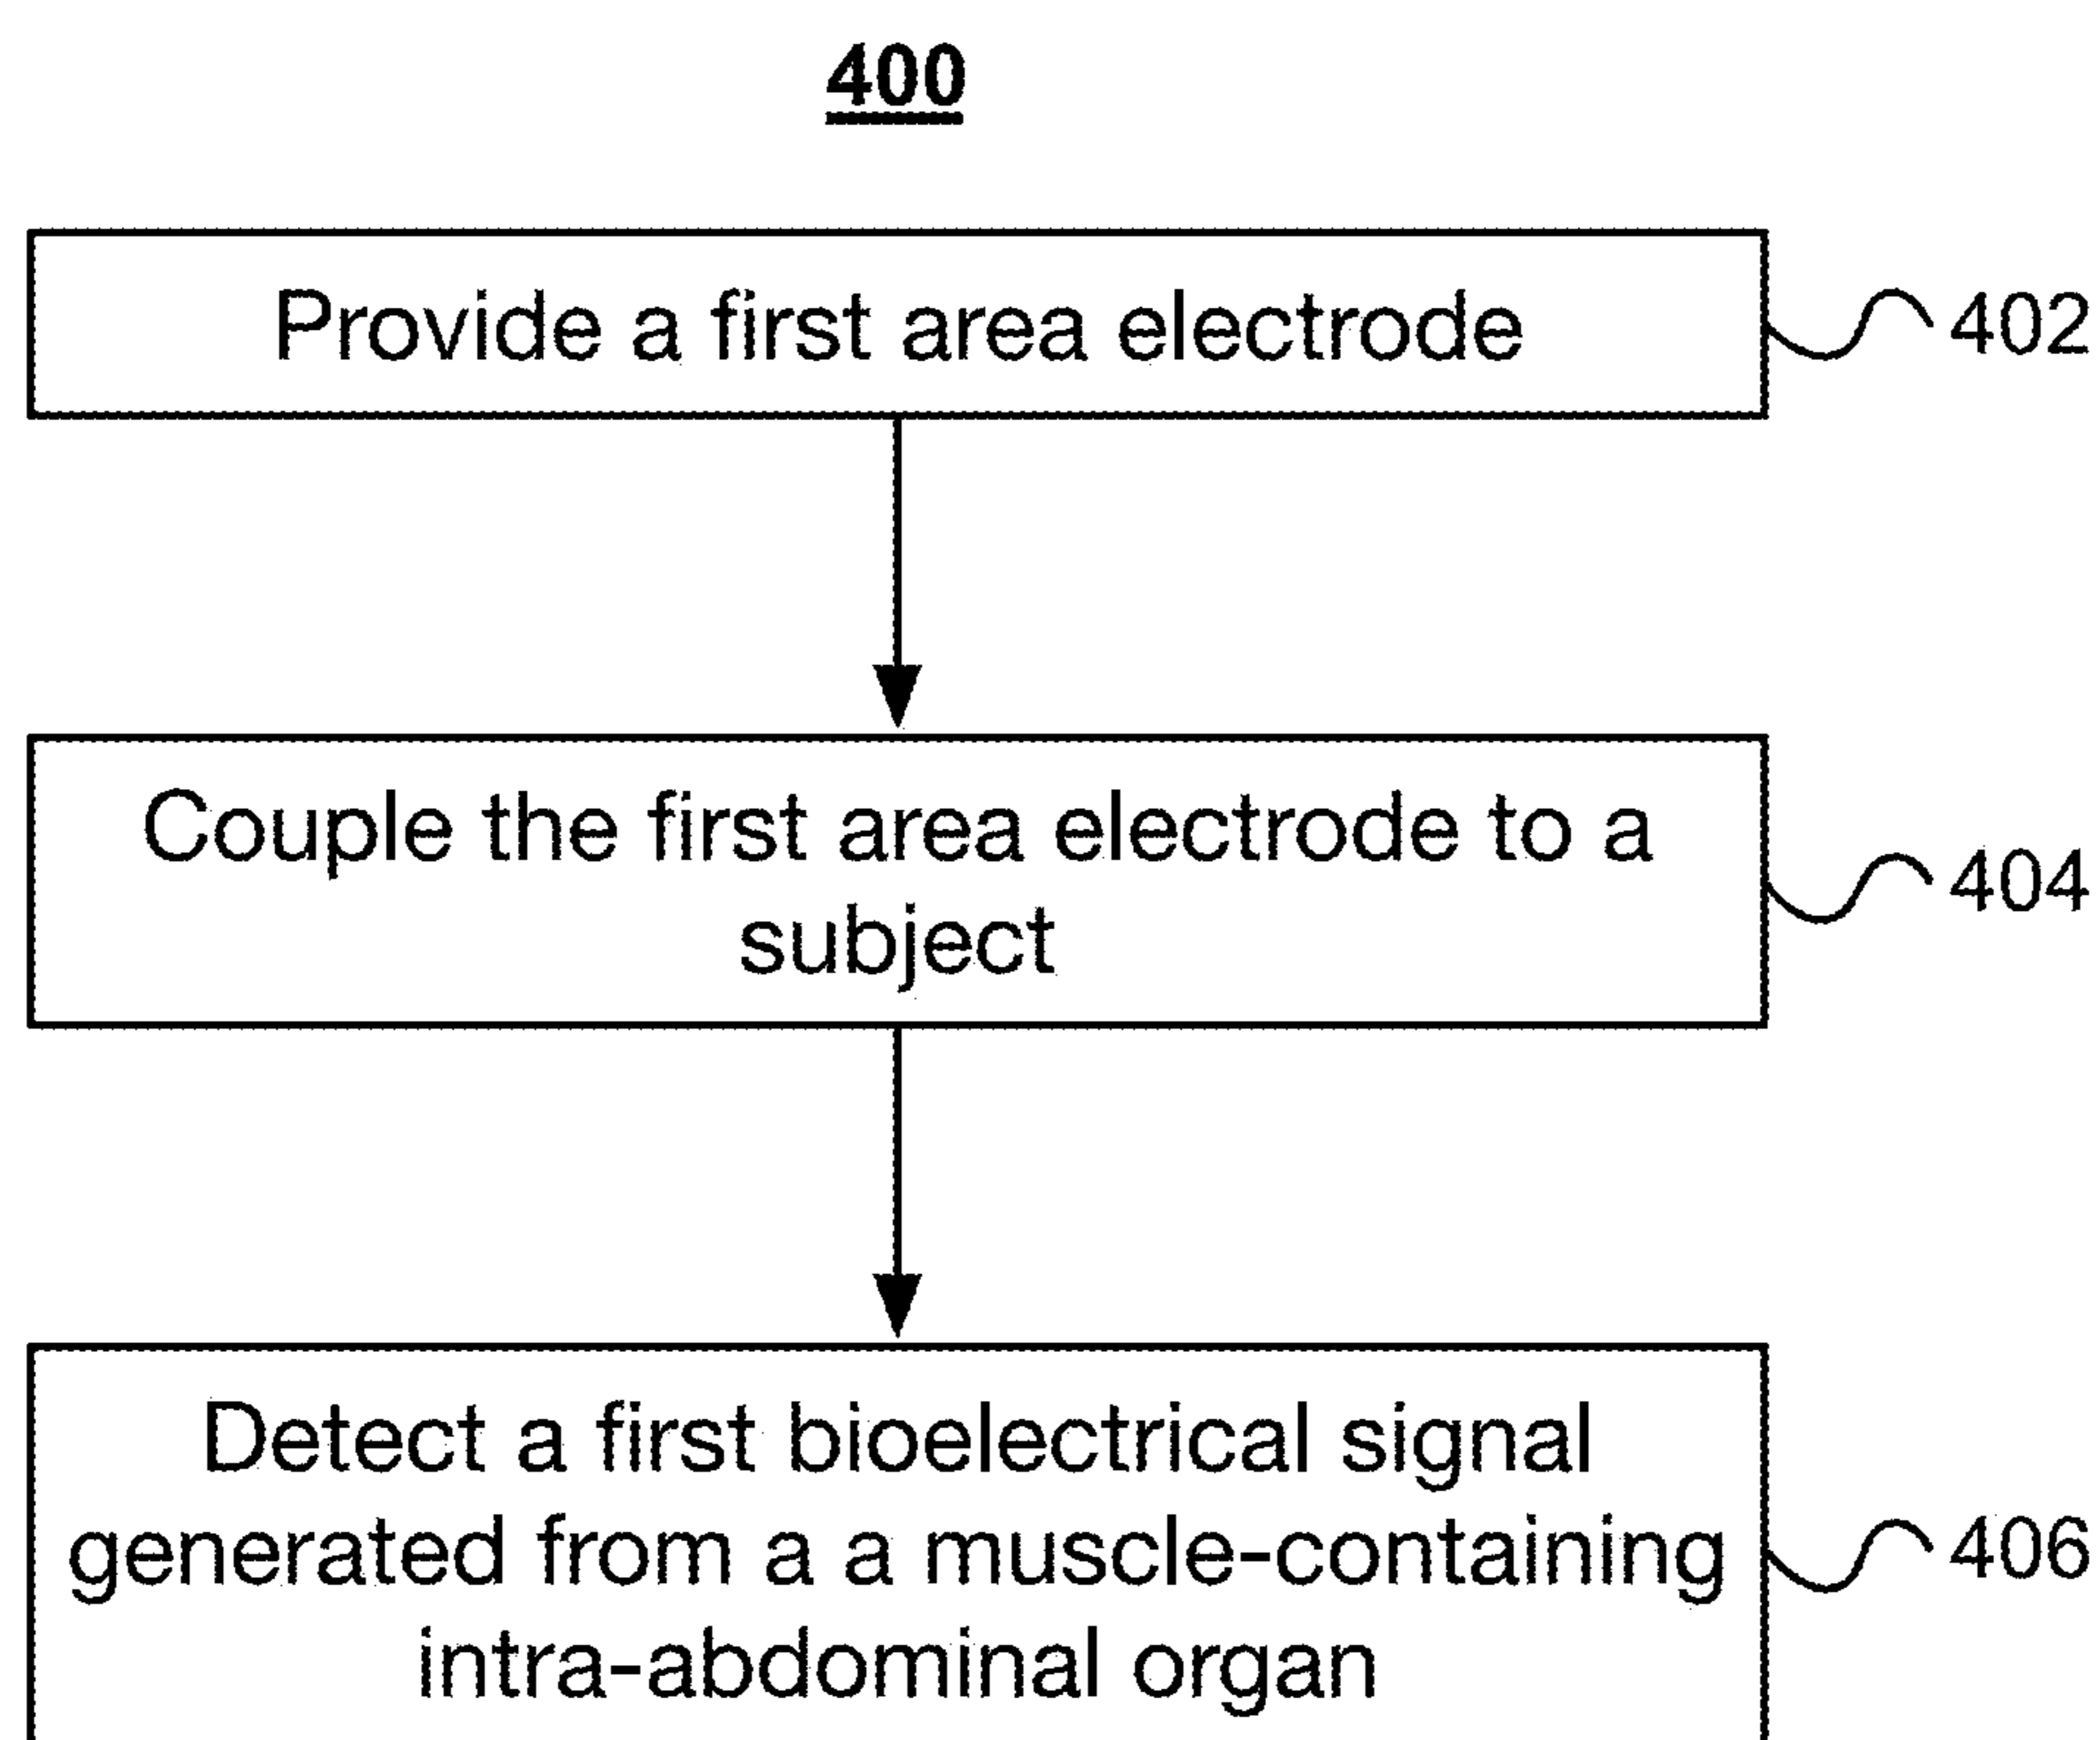 400
Provide a first area electrode
402
Couple the first area electrode to a
subject
404
Detect a first bioelectrical signal
generated from a a muscle-containing
intra-abdominal organ
406